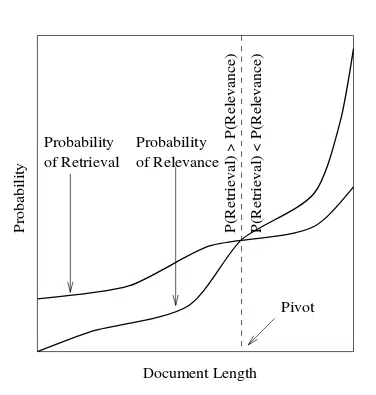 P(Retrieval) > P(Relevance)
P(Retrieval) < P(Relevance)
Probability
of Retrieval
Probability
of Relevance
Probability
Pivot
Document Length